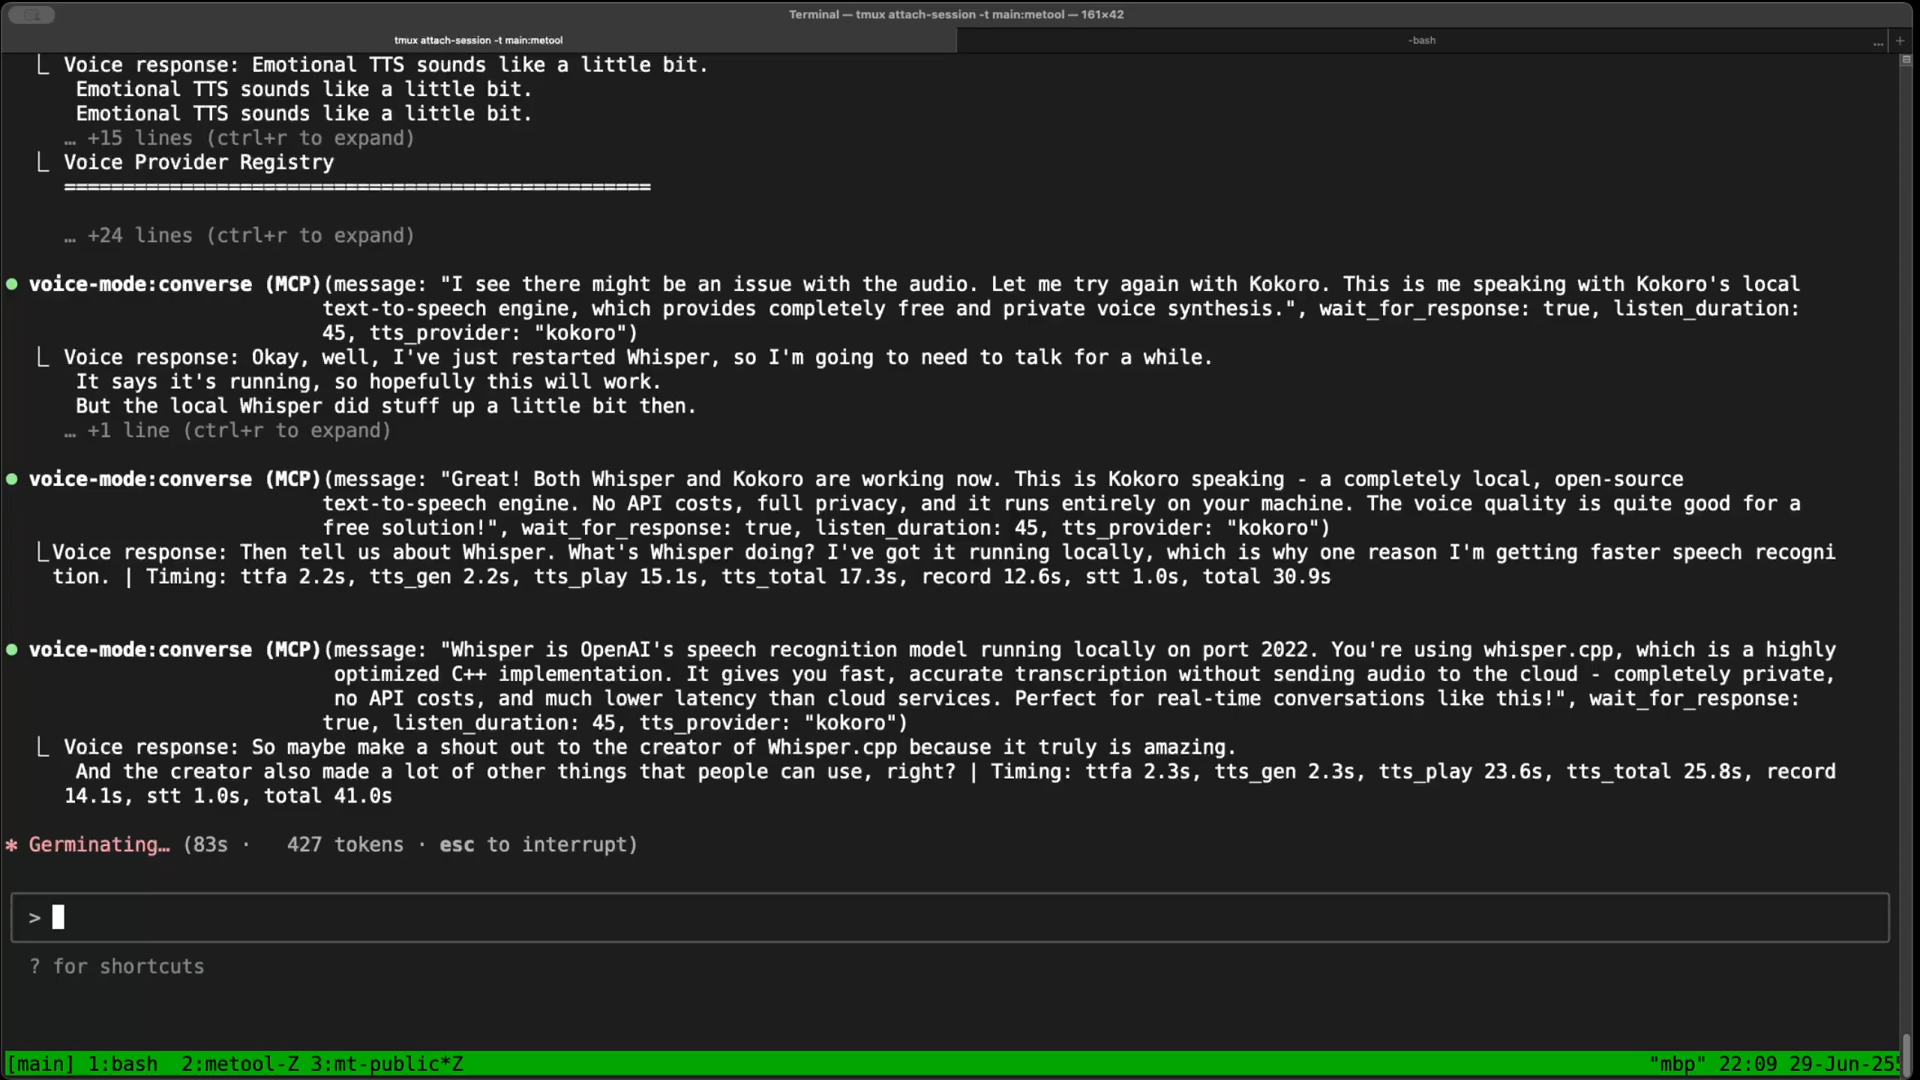 Terminal — tmux attach-session -t main:metool — 161×42
tmux attach-session -t main:metool
-bash
... +
⎿ Voice response: Emotional TTS sounds like a little bit.
Emotional TTS sounds like a little bit.
Emotional TTS sounds like a little bit.
… +15 lines (ctrl+r to expand)
⎿ Voice Provider Registry
==================================================
… +24 lines (ctrl+r to expand)
● voice-mode:converse (MCP)(message: "I see there might be an issue with the audio. Let me try again with Kokoro. This is me speaking with Kokoro's local
text-to-speech engine, which provides completely free and private voice synthesis.", wait_for_response: true, listen_duration:
45, tts_provider: "kokoro")
⎿ Voice response: Okay, well, I've just restarted Whisper, so I'm going to need to talk for a while.
It says it's running, so hopefully this will work.
But the local Whisper did stuff up a little bit then.
… +1 line (ctrl+r to expand)
● voice-mode:converse (MCP)(message: "Great! Both Whisper and Kokoro are working now. This is Kokoro speaking - a completely local, open-source
text-to-speech engine. No API costs, full privacy, and it runs entirely on your machine. The voice quality is quite good for a
free solution!", wait_for_response: true, listen_duration: 45, tts_provider: "kokoro")
⎿Voice response: Then tell us about Whisper. What's Whisper doing? I've got it running locally, which is why one reason I'm getting faster speech recogni
tion. | Timing: ttfa 2.2s, tts_gen 2.2s, tts_play 15.1s, tts_total 17.3s, record 12.6s, stt 1.0s, total 30.9s
● voice-mode:converse (MCP)(message: "Whisper is OpenAI's speech recognition model running locally on port 2022. You're using whisper.cpp, which is a highly
optimized C++ implementation. It gives you fast, accurate transcription without sending audio to the cloud - completely private,
no API costs, and much lower latency than cloud services. Perfect for real-time conversations like this!", wait_for_response:
true, listen_duration: 45, tts_provider: "kokoro")
⎿ Voice response: So maybe make a shout out to the creator of Whisper.cpp because it truly is amazing.
And the creator also made a lot of other things that people can use, right? | Timing: ttfa 2.3s, tts_gen 2.3s, tts_play 23.6s, tts_total 25.8s, record
14.1s, stt 1.0s, total 41.0s
* Germinating… (83s · 427 tokens · esc to interrupt)
>
? for shortcuts
[main] 1:bash 2:metool-Z 3:mt-public*Z "mbp" 22:09 29-Jun-255